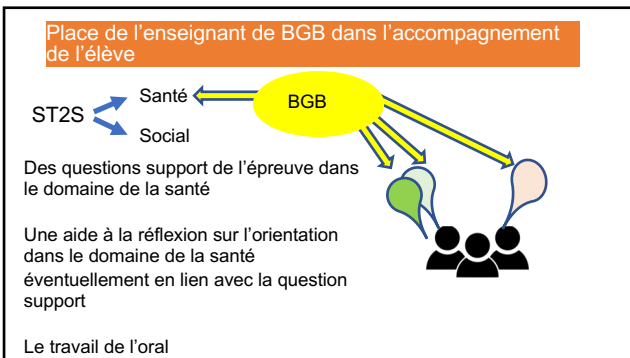 Place de l’enseignant de BGB dans l’accompagnement
de l’élève
Santé
BGB
ST2S
Social
Des questions support de l’épreuve dans
le domaine de la santé
Une aide à la réflexion sur l’orientation
dans le domaine de la santé
éventuellement en lien avec la question
support
Le travail de l’oral